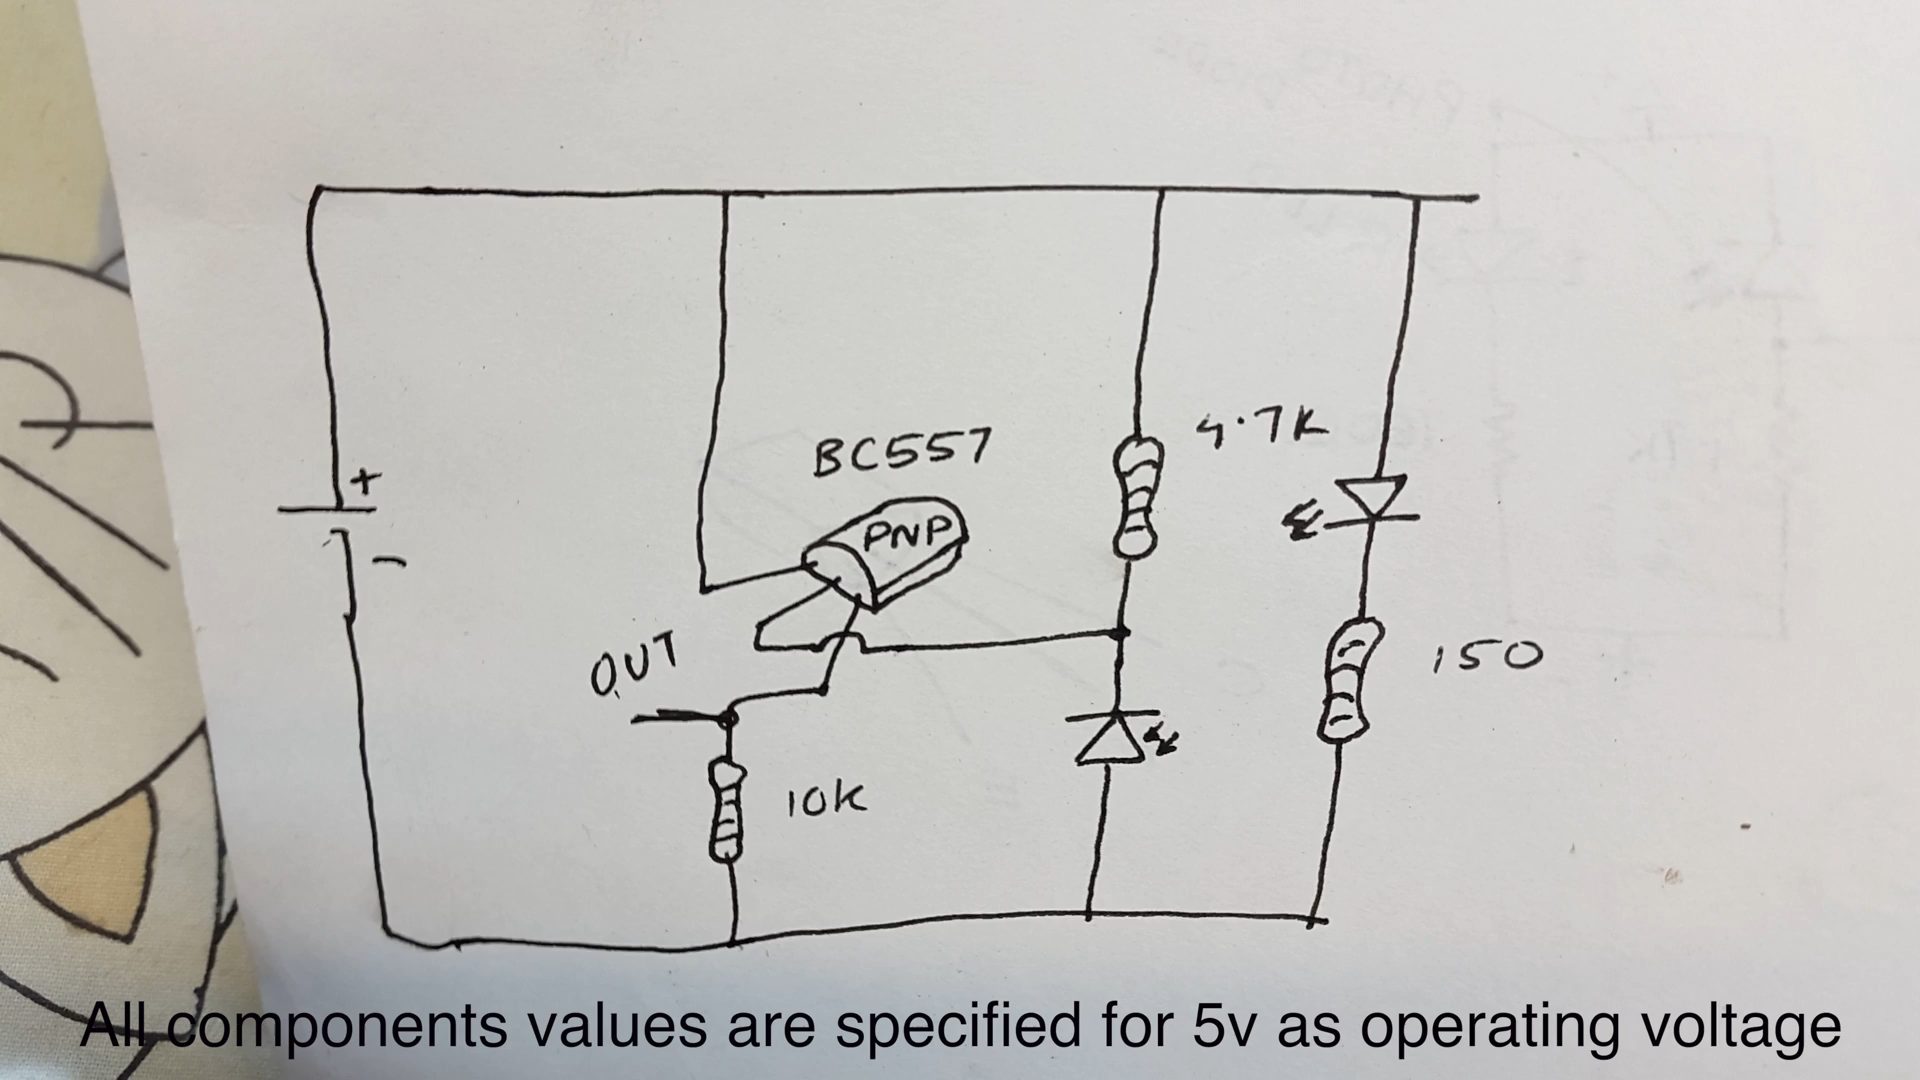 4.7K
BC557
+
PNP
-
OUT
150
10K
All components values are specified for 5v as operating voltage